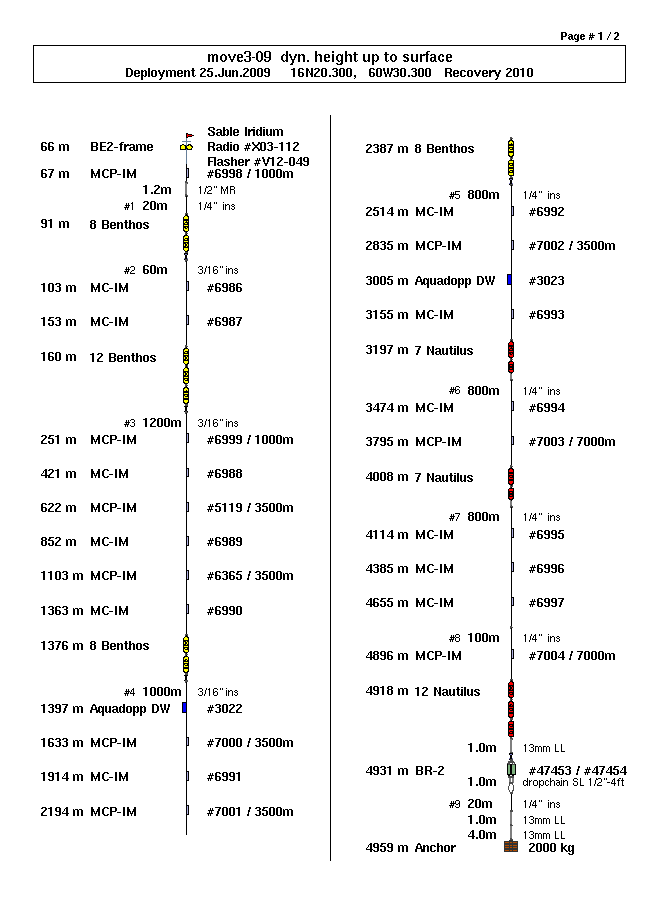 Page # 1 / 2
move3-09 dyn. height up to surface
Deployment 25.Jun.2009 16N20.300, 60W30.300 Recovery 2010
Sable Iridium
66 m BE2-frame Radio #X03-112
Flasher #V12-049
67 m MCP-IM #6998 / 1000m
1.2m 1/2" MR
#1 20m 1/4" ins
91 m 8 Benthos
#2 60m 3/16" ins
103 m MC-IM #6986
153 m MC-IM #6987
160 m 12 Benthos
#3 1200m 3/16" ins
251 m MCP-IM #6999 / 1000m
421 m MC-IM #6988
622 m MCP-IM #5119 / 3500m
852 m MC-IM #6989
1103 m MCP-IM #6365 / 3500m
1363 m MC-IM #6990
1376 m 8 Benthos
#4 1000m 3/16" ins
1397 m Aquadopp DW #3022
1633 m MCP-IM #7000 / 3500m
1914 m MC-IM #6991
2194 m MCP-IM #7001 / 3500m
2387 m 8 Benthos
#5 800m 1/4" ins
2514 m MC-IM #6992
2835 m MCP-IM #7002 / 3500m
3005 m Aquadopp DW #3023
3155 m MC-IM #6993
3197 m 7 Nautilus
#6 800m 1/4" ins
3474 m MC-IM #6994
3795 m MCP-IM #7003 / 7000m
4008 m 7 Nautilus
#7 800m 1/4" ins
4114 m MC-IM #6995
4385 m MC-IM #6996
4655 m MC-IM #6997
#8 100m 1/4" ins
4896 m MCP-IM #7004 / 7000m
4918 m 12 Nautilus
1.0m 13mm LL
4931 m BR-2 #47453 / #47454
1.0m dropchain SL 1/2"-4ft
#9 20m 1/4" ins
1.0m 13mm LL
4.0m 13mm LL
4959 m Anchor 2000 kg